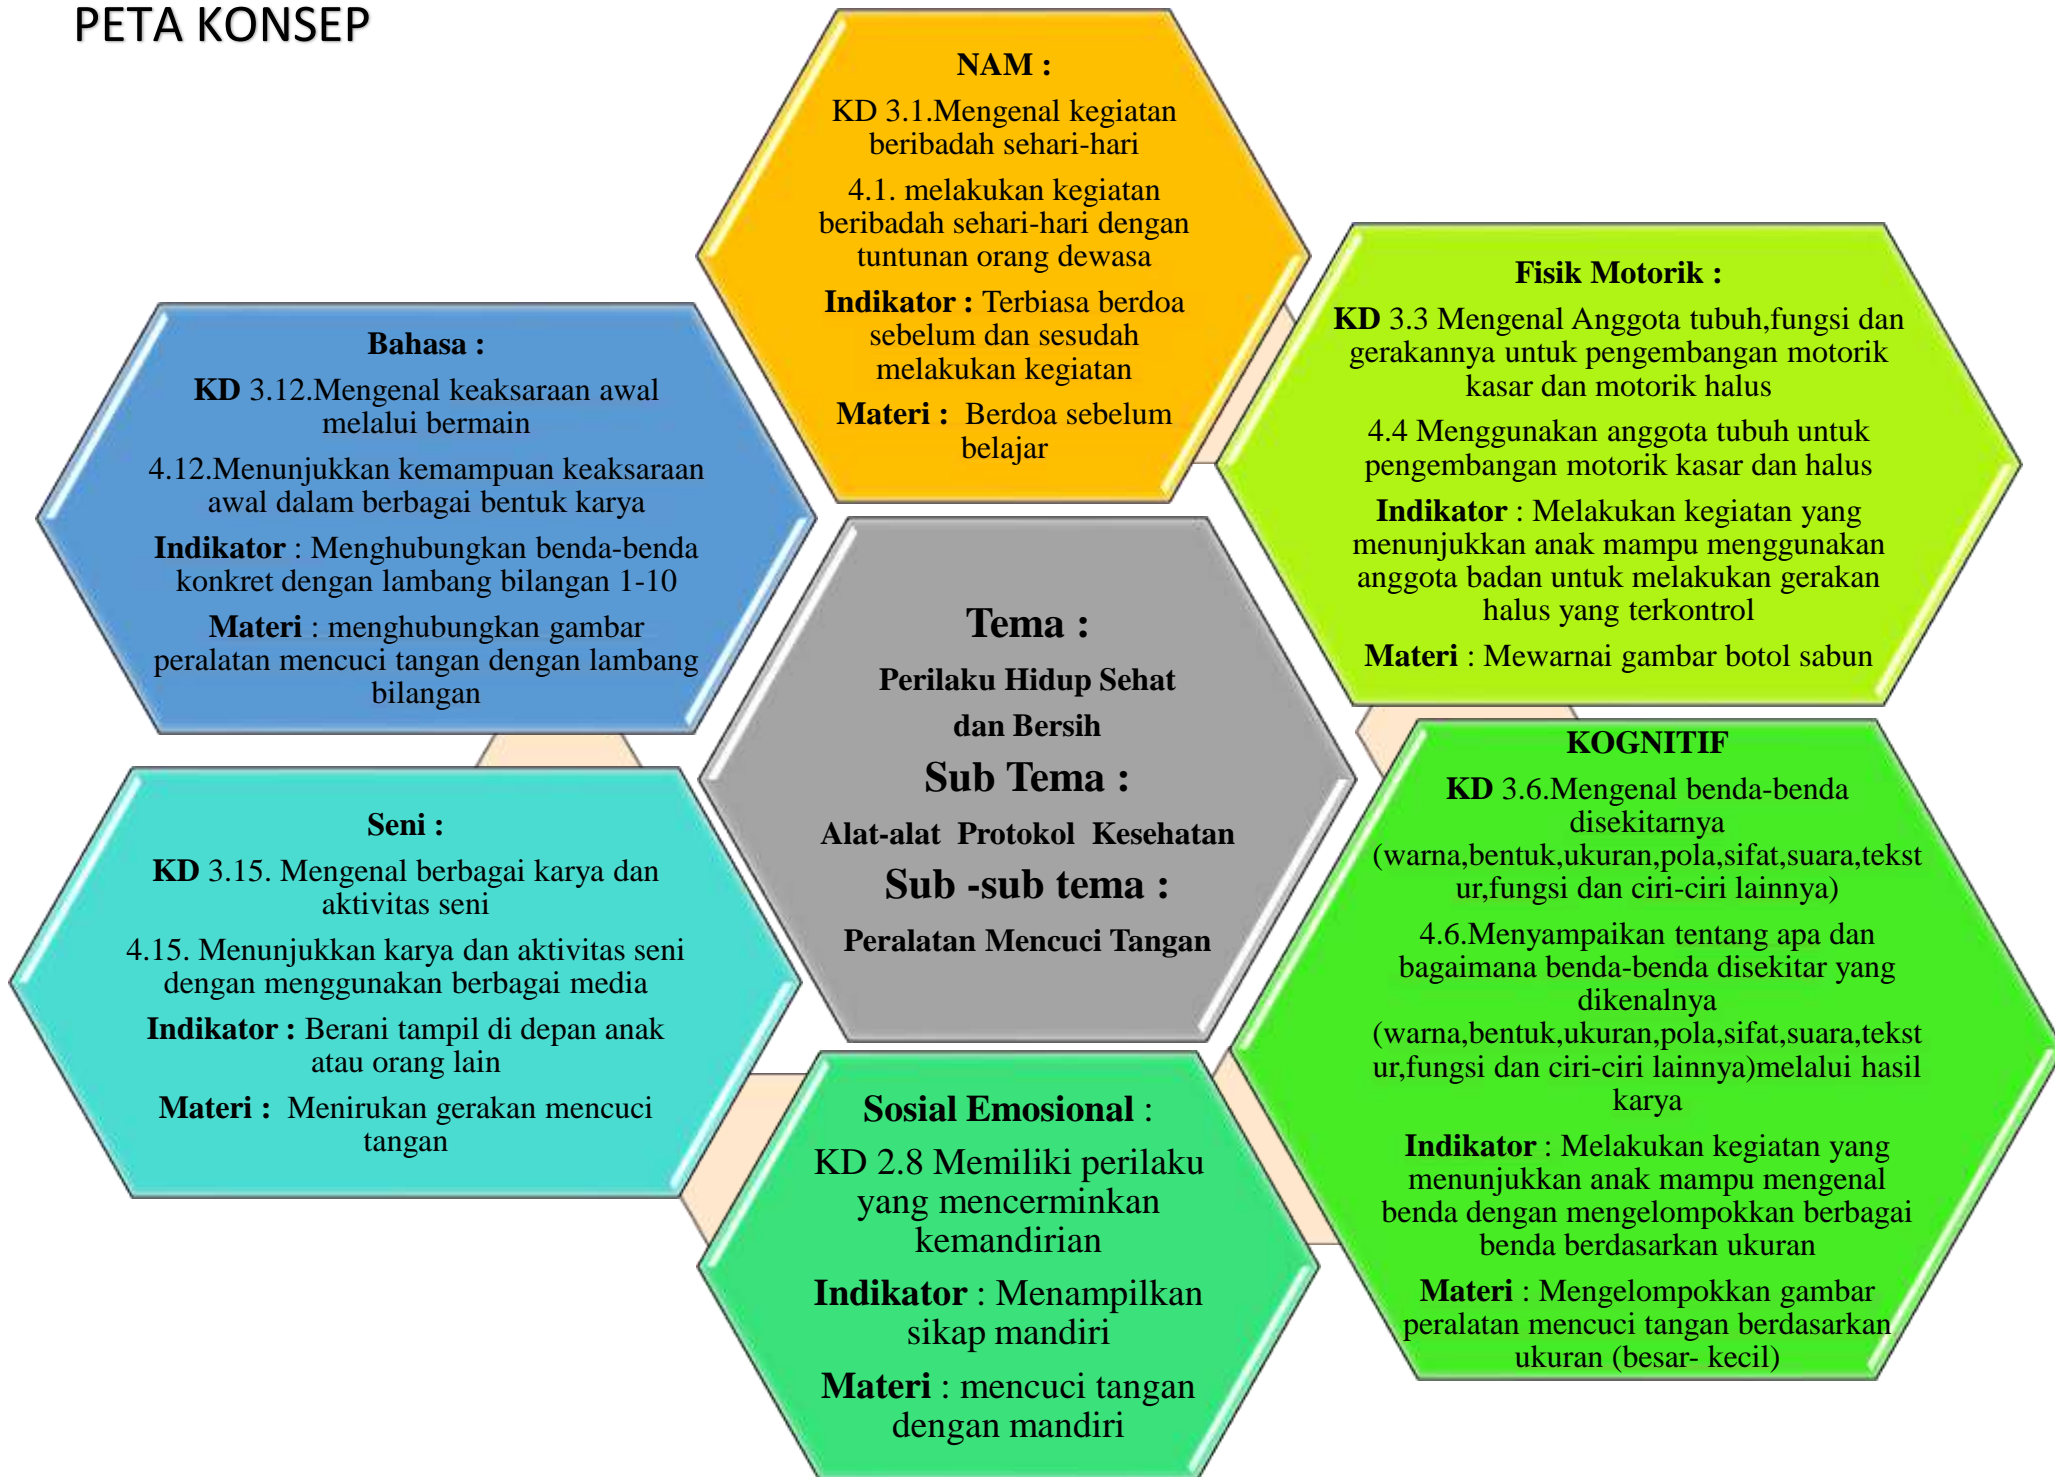 PETA KONSEP
NAM :
KD 3.1.Mengenal kegiatan
beribadah sehari-hari
4.1. melakukan kegiatan
beribadah sehari-hari dengan
tuntunan orang dewasa
Indikator : Terbiasa berdoa
sebelum dan sesudah
melakukan kegiatan
Materi : Berdoa sebelum
belajar
Fisik Motorik :
KD 3.3 Mengenal Anggota tubuh,fungsi dan
gerakannya untuk pengembangan motorik
kasar dan motorik halus
4.4 Menggunakan anggota tubuh untuk
pengembangan motorik kasar dan halus
Indikator : Melakukan kegiatan yang
menunjukkan anak mampu menggunakan
anggota badan untuk melakukan gerakan
halus yang terkontrol
Materi : Mewarnai gambar botol sabun
Bahasa :
KD 3.12.Mengenal keaksaraan awal
melalui bermain
4.12.Menunjukkan kemampuan keaksaraan
awal dalam berbagai bentuk karya
Indikator : Menghubungkan benda-benda
konkret dengan lambang bilangan 1-10
Materi : menghubungkan gambar
peralatan mencuci tangan dengan lambang
bilangan
Tema :
Perilaku Hidup Sehat
dan Bersih
Sub Tema :
Alat-alat Protokol Kesehatan
Sub -sub tema :
Peralatan Mencuci Tangan
KOGNITIF
KD 3.6.Mengenal benda-benda
disekitarnya
(warna,bentuk,ukuran,pola,sifat,suara,tekst
ur,fungsi dan ciri-ciri lainnya)
4.6.Menyampaikan tentang apa dan
bagaimana benda-benda disekitar yang
dikenalnya
(warna,bentuk,ukuran,pola,sifat,suara,tekst
ur,fungsi dan ciri-ciri lainnya)melalui hasil
karya
Indikator : Melakukan kegiatan yang
menunjukkan anak mampu mengenal
benda dengan mengelompokkan berbagai
benda berdasarkan ukuran
Materi : Mengelompokkan gambar
peralatan mencuci tangan berdasarkan
ukuran (besar- kecil)
Seni :
KD 3.15. Mengenal berbagai karya dan
aktivitas seni
4.15. Menunjukkan karya dan aktivitas seni
dengan menggunakan berbagai media
Indikator : Berani tampil di depan anak
atau orang lain
Materi : Menirukan gerakan mencuci
tangan
Sosial Emosional :
KD 2.8 Memiliki perilaku
yang mencerminkan
kemandirian
Indikator : Menampilkan
sikap mandiri
Materi : mencuci tangan
dengan mandiri